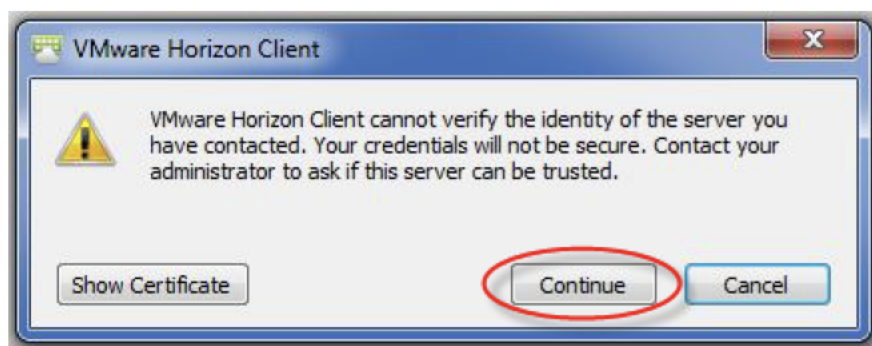 VMware Horizon Client
VMware Horizon Client cannot verify the identity of the server you
have contacted. Your credentials will not be secure. Contact your
administrator to ask if this server can be trusted.
Show Certificate
Continue
Cancel